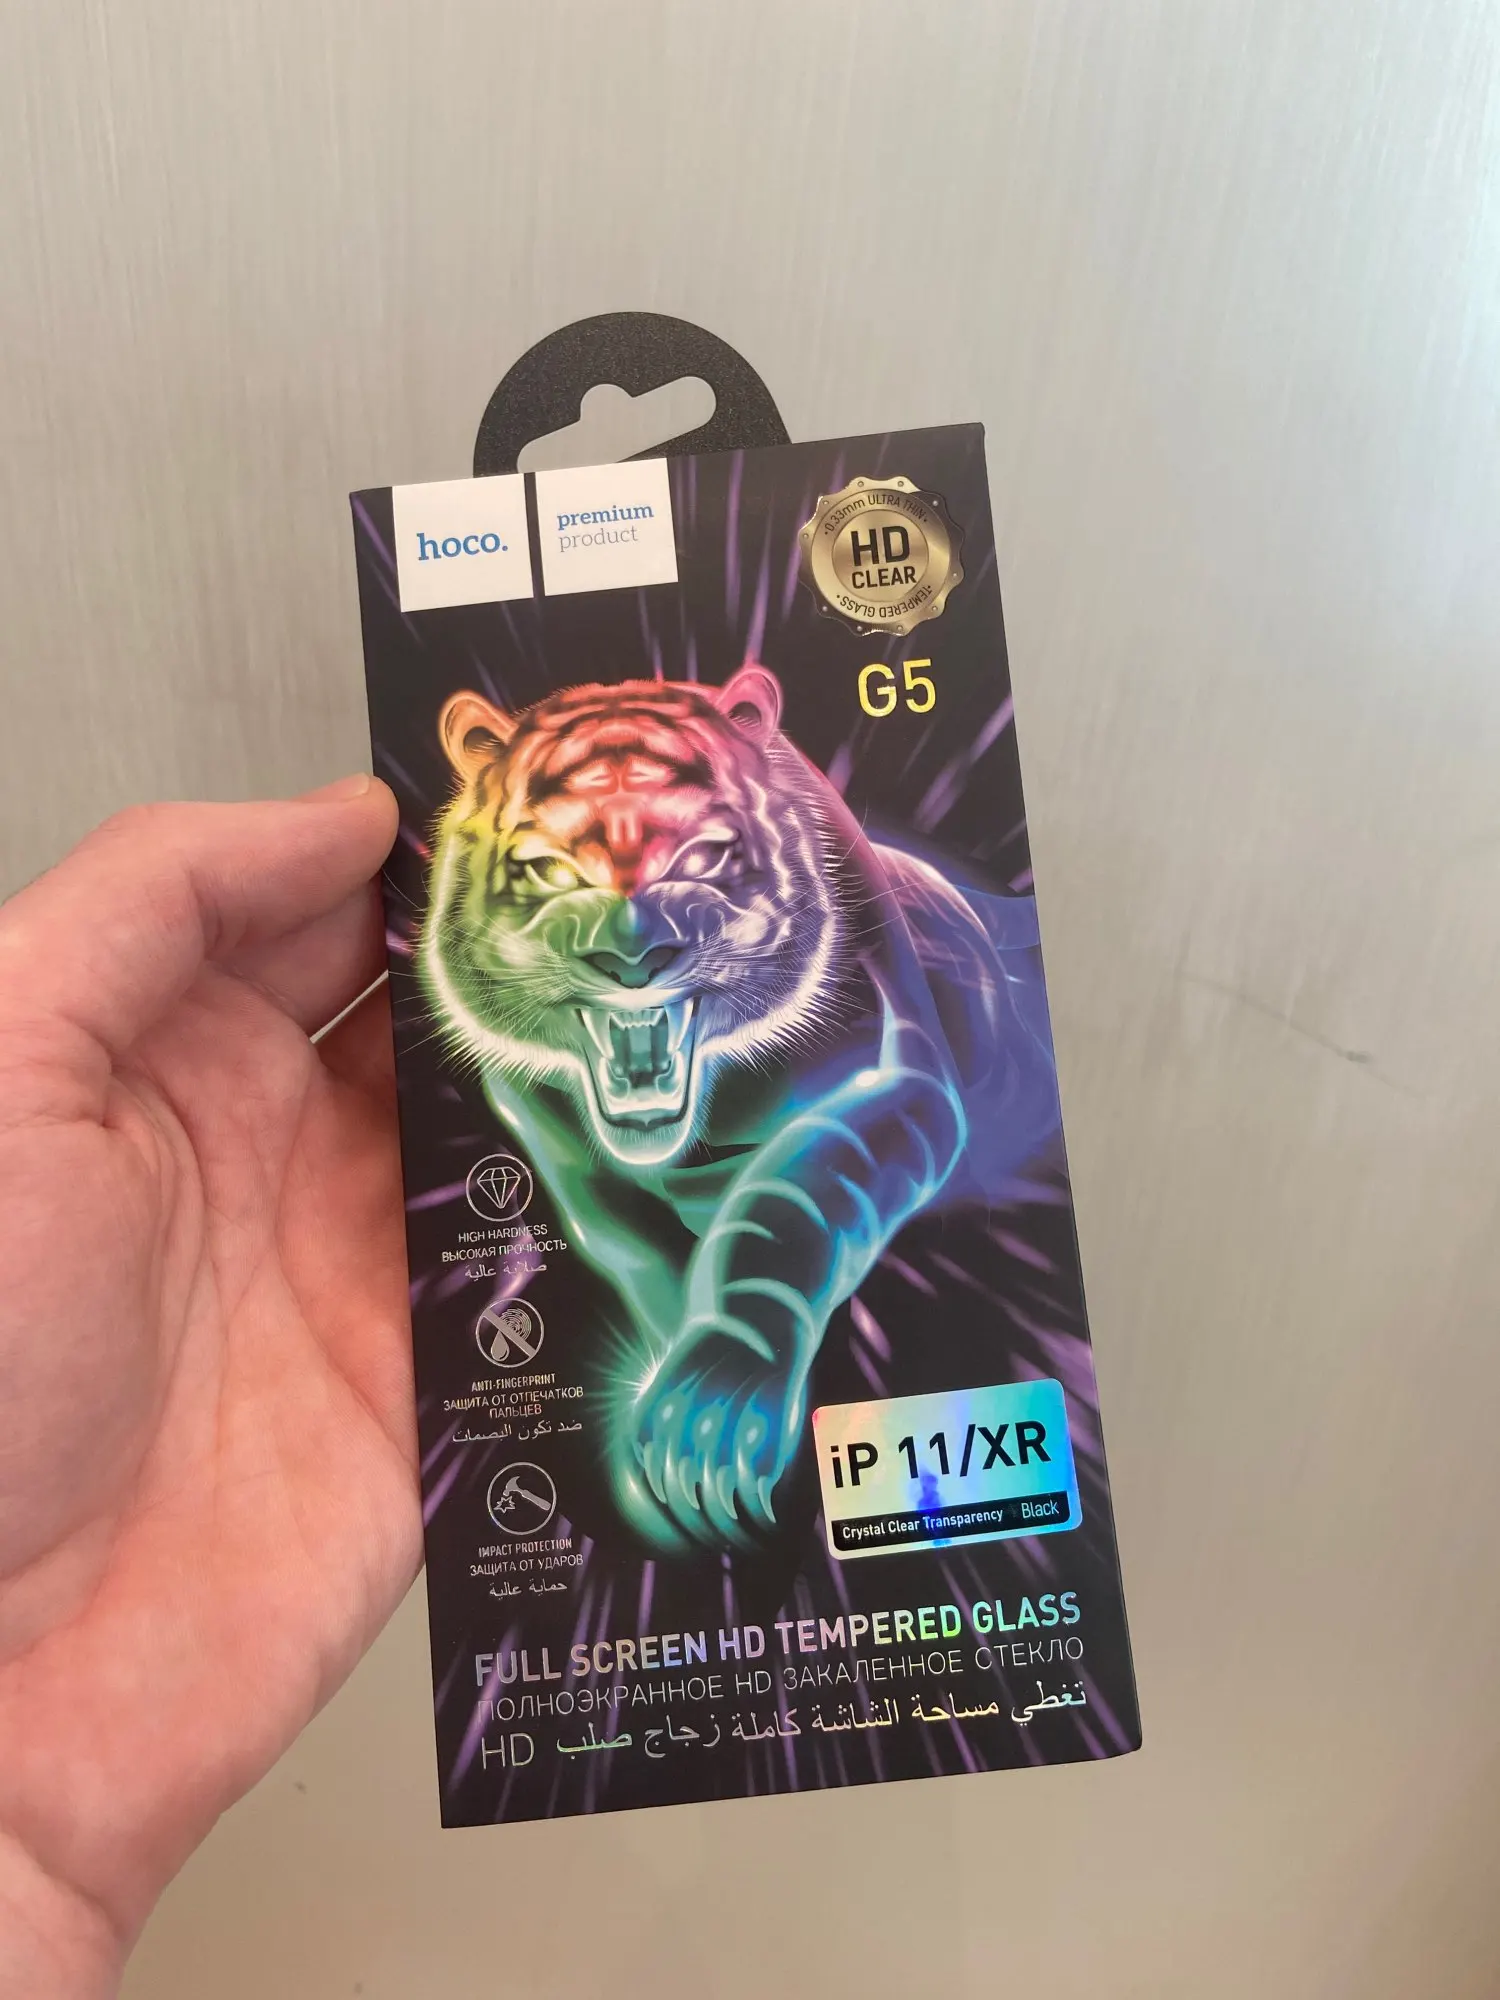 hoco.
premium
product
0.33mm ULTRA THIN
HD
CLEAR
TEMPERED GLASS
G5
HIGH HARDNESS
ВЫСОКАЯ ПРОЧНОСТЬ
صلابة عالية
ANTI-FINGERPRINT
ЗАЩИТА ОТ ОТПЕЧАТКОВ
ПАЛЬЦЕВ
ضد تكون البصمات
IMPACT PROTECTION
ЗАЩИТА ОТ УДАРОВ
حماية عالية
iP 11/XR
Crystal Clear Transparency Black
FULL SCREEN HD TEMPERED GLASS
ПОЛНОЭКРАННОЕ HD ЗАКАЛЕННОЕ СТЕКЛО
تغطي مساحة الشاشة كاملة زجاج صلب HD